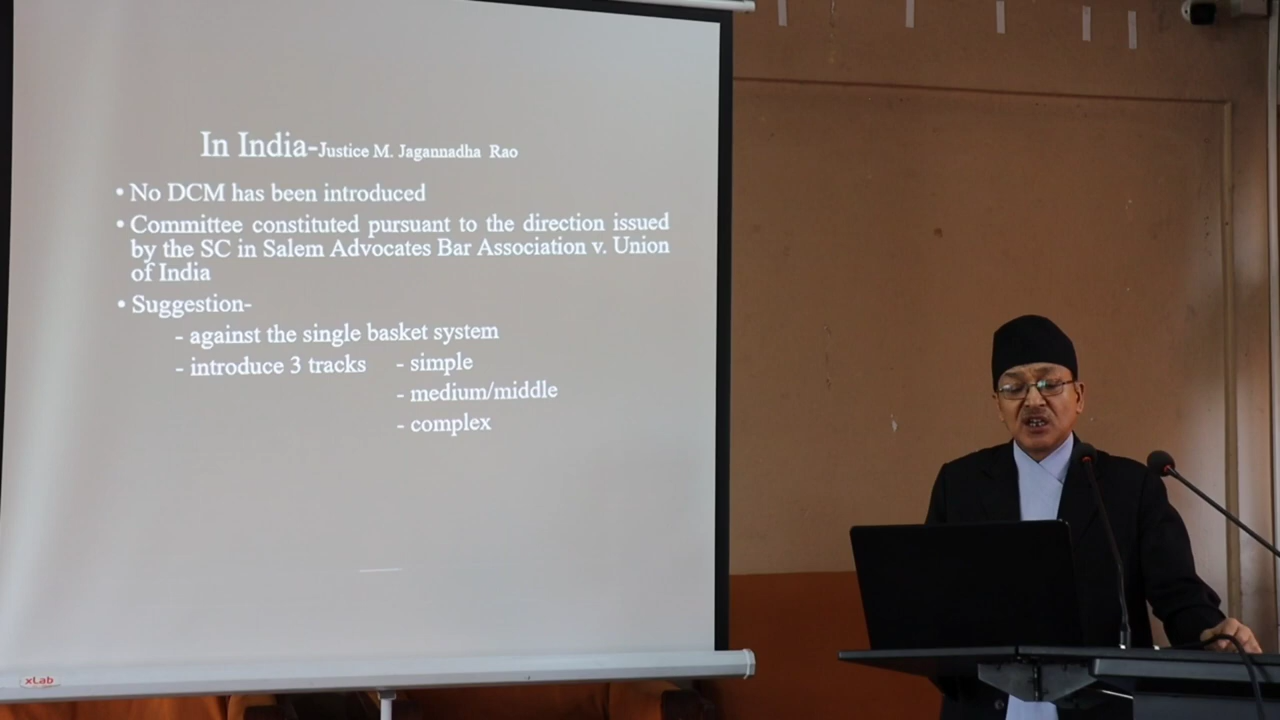 In India-Justice M. Jagannadha Rao
• No DCM has been introduced
• Committee constituted pursuant to the direction issued
by the SC in Salem Advocates Bar Association v. Union
of India
• Suggestion-
- against the single basket system
- introduce 3 tracks - simple
- medium/middle
- complex
xLab